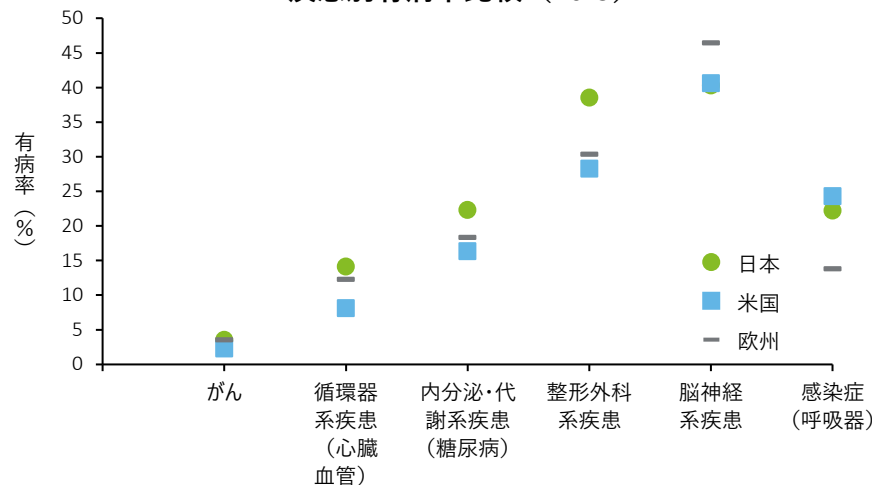 50
45
40
35
30
25
20
15
10
5
0
有病率（%）
日本
米国
欧州
がん
循環器
系疾患
（心臓
血管）
内分泌・代
謝系疾患
（糖尿病）
整形外科
系疾患
脳神経
系疾患
感染症
（呼吸器）